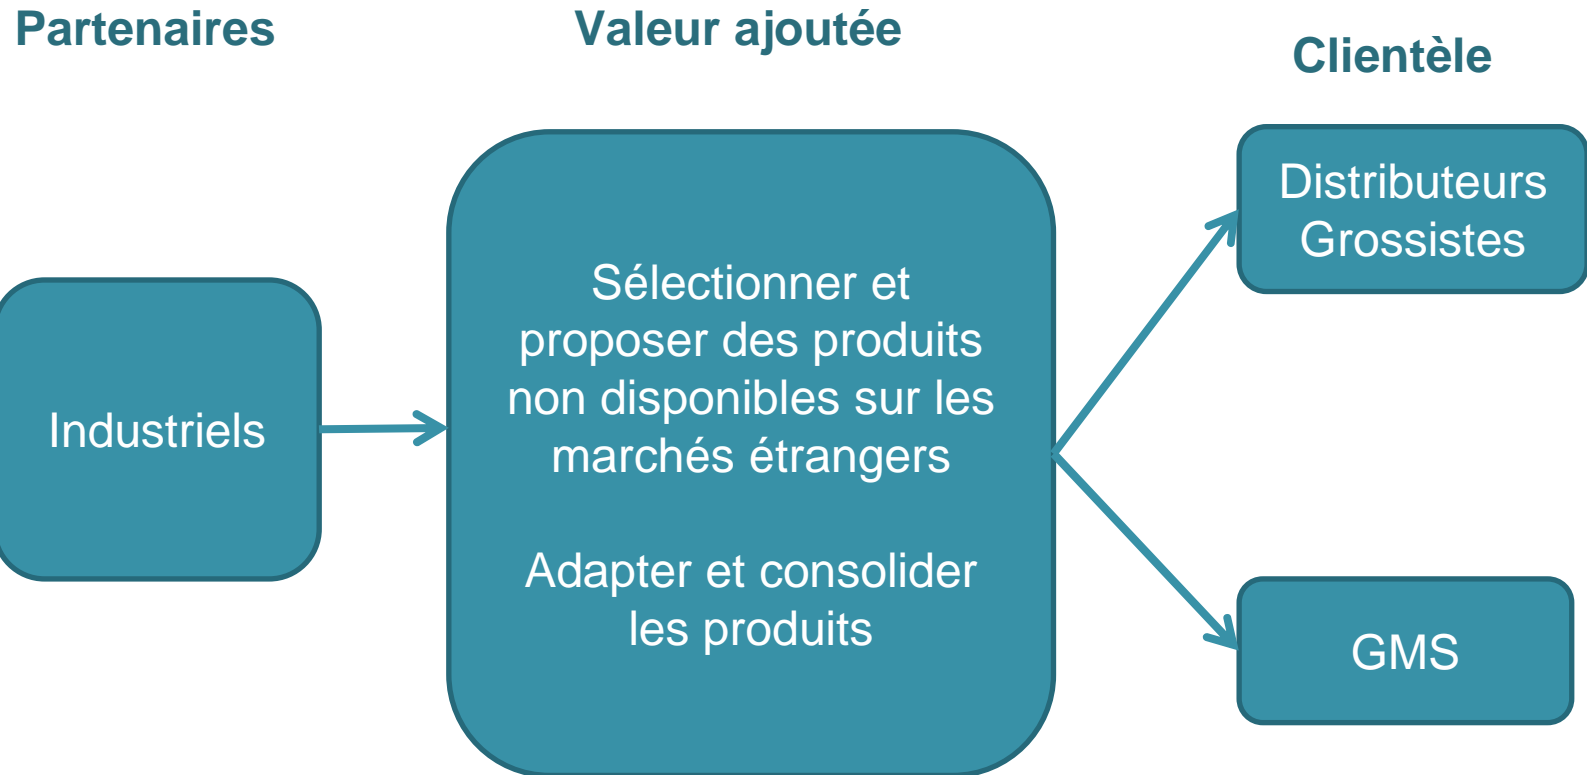 Partenaires
Valeur ajoutée
Clientèle
Industriels
Sélectionner et
proposer des produits
non disponibles sur les
marchés étrangers
Adapter et consolider
les produits
Distributeurs
Grossistes
GMS